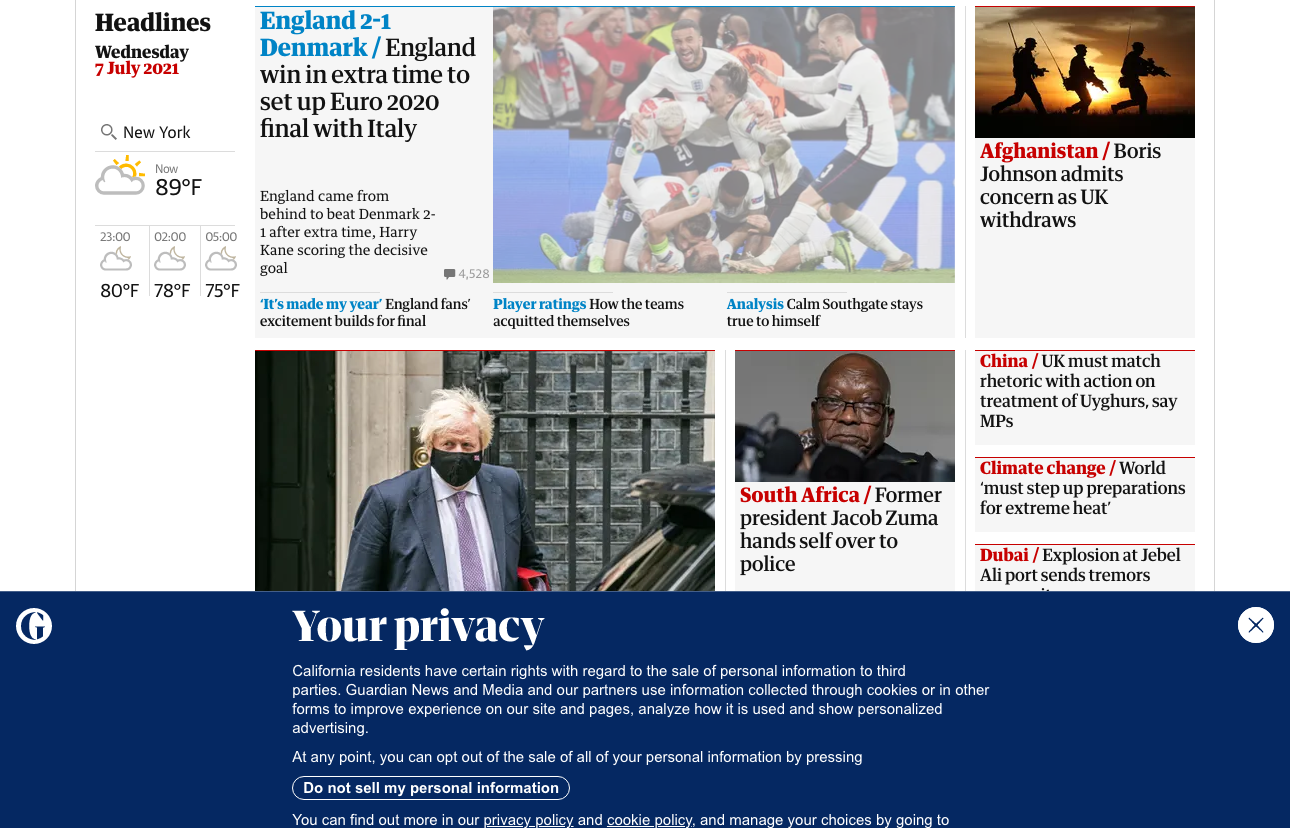 Headlines
Wednesday
7 July 2021
New York
Now
89°F
23:00
02:00
05:00
80°F
78°F
75°F
England 2-1
Denmark / England
win in extra time to
set up Euro 2020
final with Italy
England came from
behind to beat Denmark 2-
1 after extra time, Harry
Kane scoring the decisive
goal
4,528
‘It’s made my year’ England fans’
excitement builds for final
Player ratings How the teams
acquitted themselves
Analysis Calm Southgate stays
true to himself
Afghanistan / Boris
Johnson admits
concern as UK
withdraws
South Africa / Former
president Jacob Zuma
hands self over to
police
China / UK must match
rhetoric with action on
treatment of Uyghurs, say
MPs
Climate change / World
‘must step up preparations
for extreme heat’
Dubai / Explosion at Jebel
Ali port sends tremors
Your privacy
California residents have certain rights with regard to the sale of personal information to third
parties. Guardian News and Media and our partners use information collected through cookies or in other
forms to improve experience on our site and pages, analyze how it is used and show personalized
advertising.
At any point, you can opt out of the sale of all of your personal information by pressing
Do not sell my personal information
You can find out more in our privacy policy and cookie policy, and manage your choices by going to